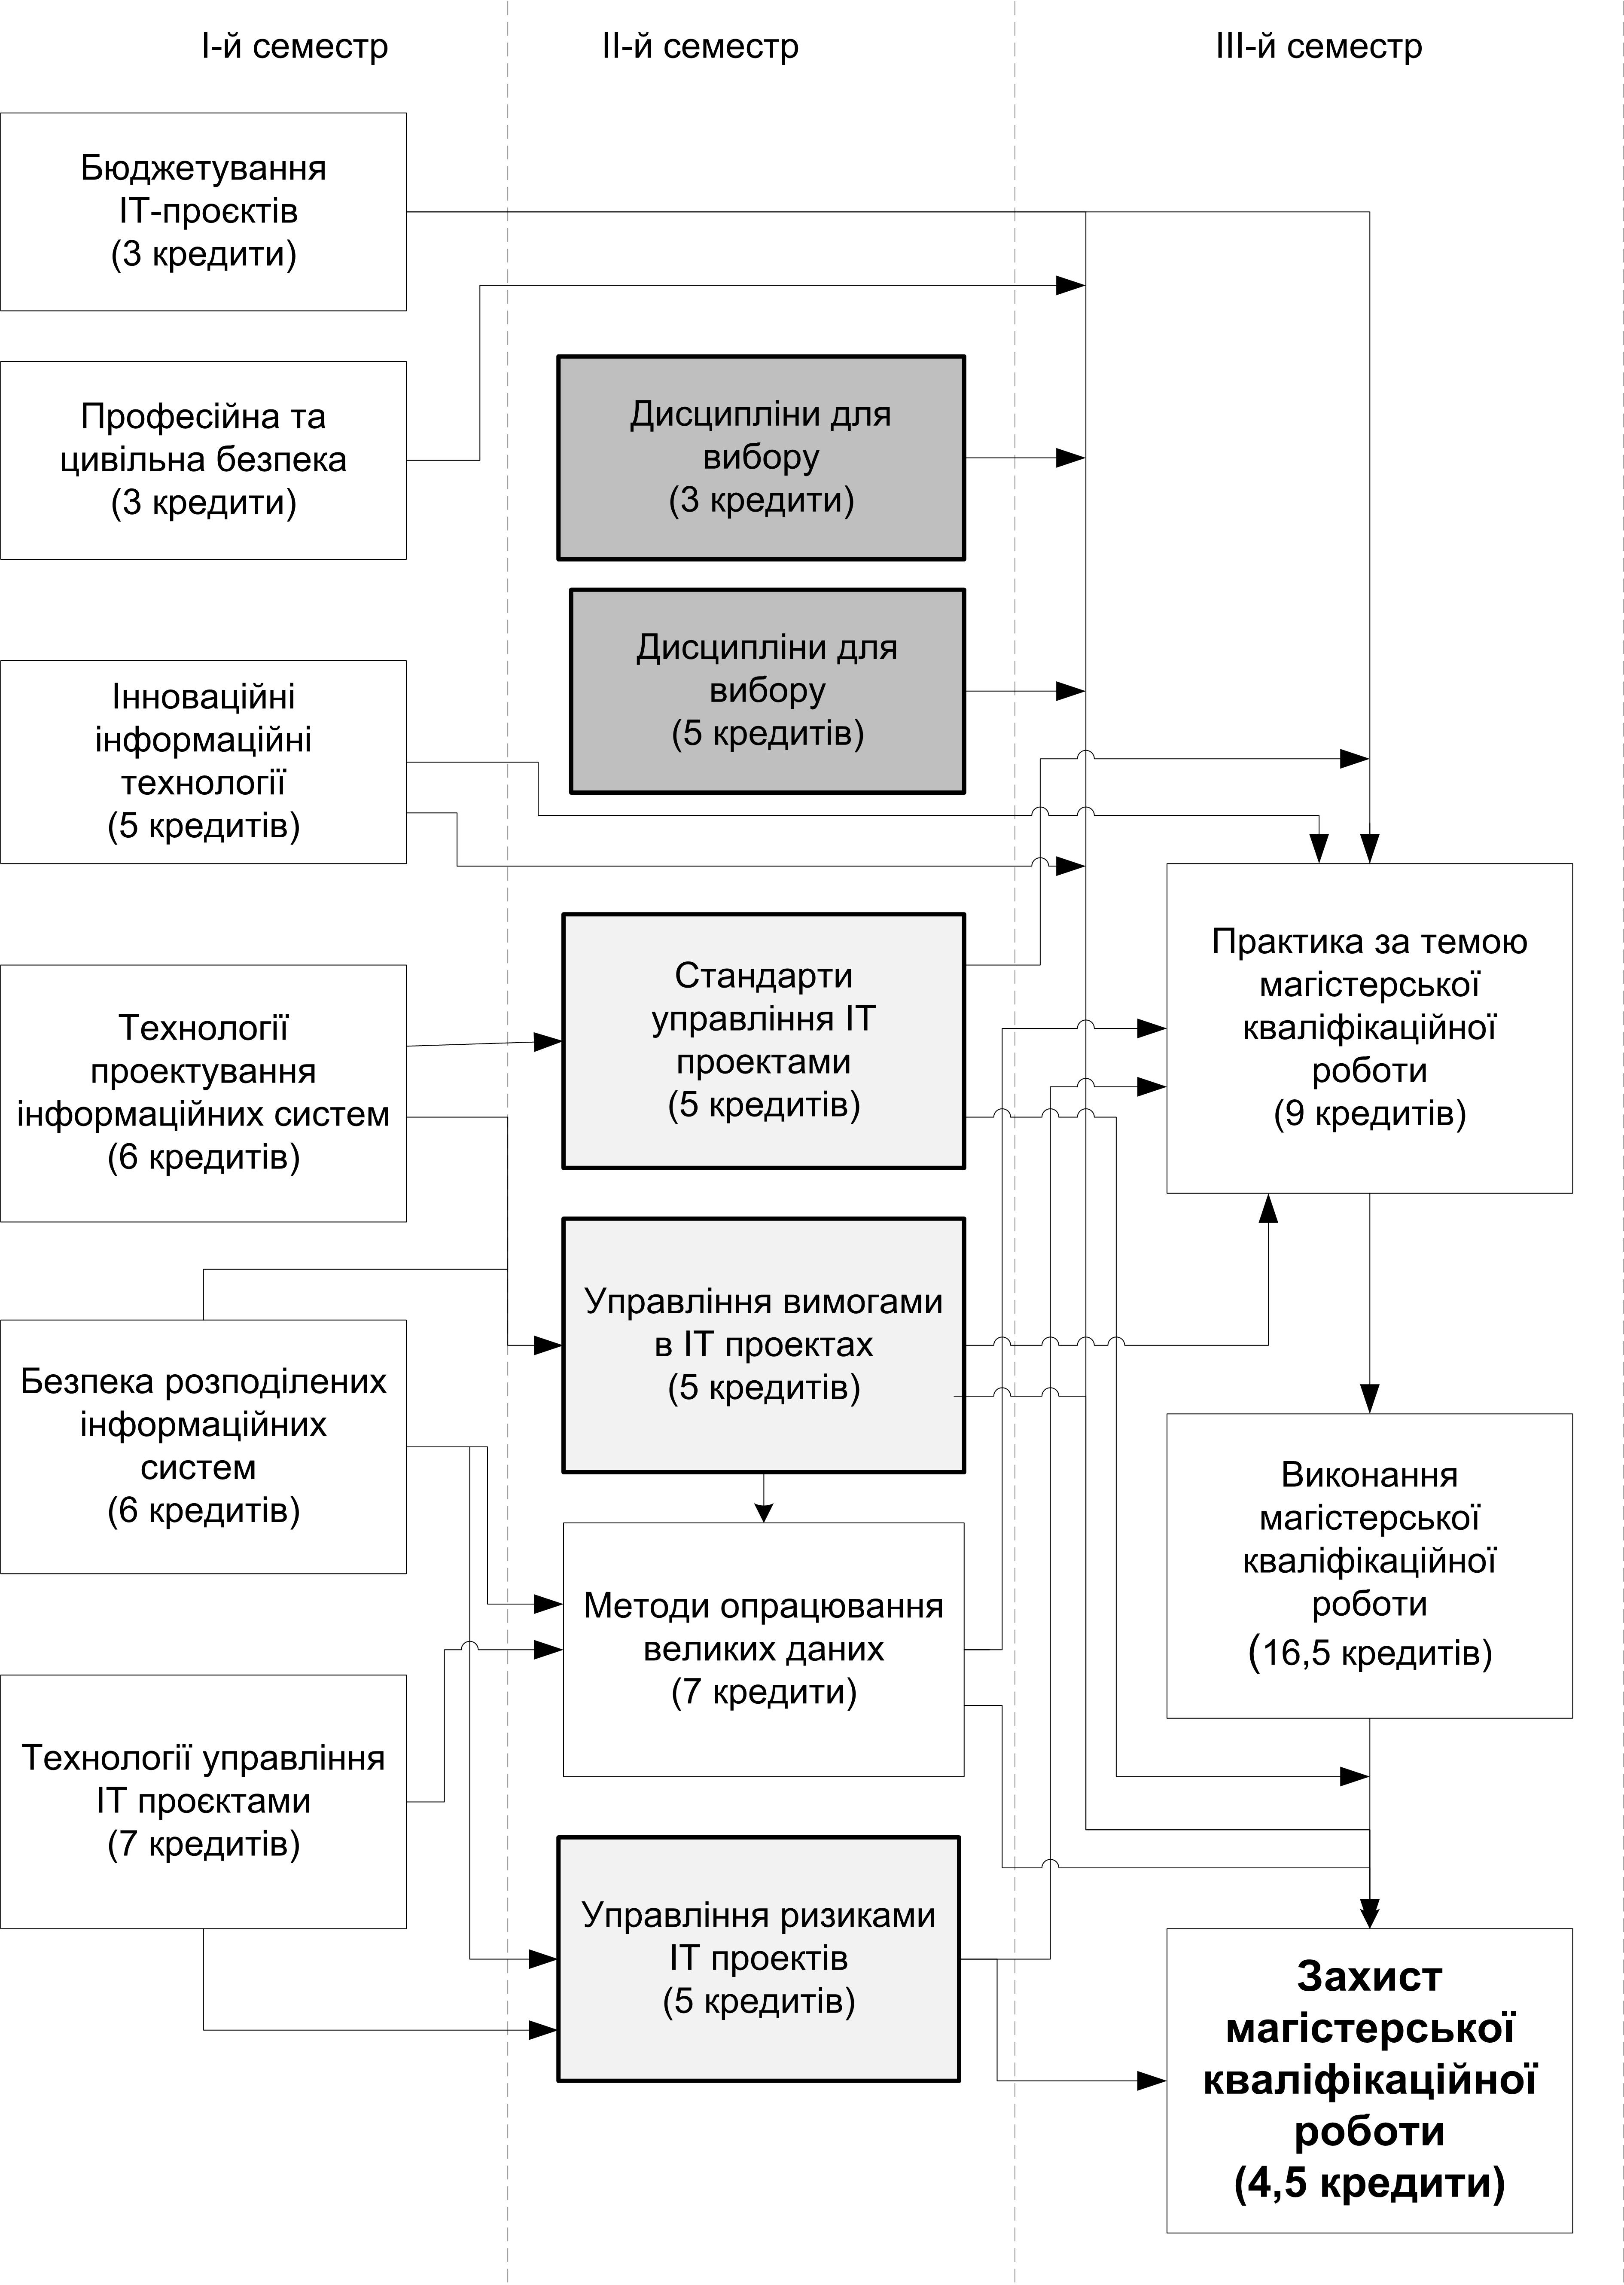 І-й семестр
ІІ-й семестр
ІІІ-й семестр
Бюджетування
ІТ-проєктів
(3 кредити)
Професійна та
цивільна безпека
(3 кредити)
Інноваційні
інформаційні
технології
(5 кредитів)
Технології
проектування
інформаційних систем
(6 кредитів)
Безпека розподілених
інформаційних
систем
(6 кредитів)
Технології управління
ІТ проєктами
(7 кредитів)
Дисципліни для
вибору
(3 кредити)
Дисципліни для
вибору
(5 кредитів)
Стандарти
управління ІТ
проектами
(5 кредитів)
Управління вимогами
в ІТ проектах
(5 кредитів)
Методи опрацювання
великих даних
(7 кредити)
Управління ризиками
ІТ проектів
(5 кредитів)
Практика за темою
магістерської
кваліфікаційної
роботи
(9 кредитів)
Виконання
магістерської
кваліфікаційної
роботи
(16,5 кредитів)
Захист
магістерської
кваліфікаційної
роботи
(4,5 кредити)